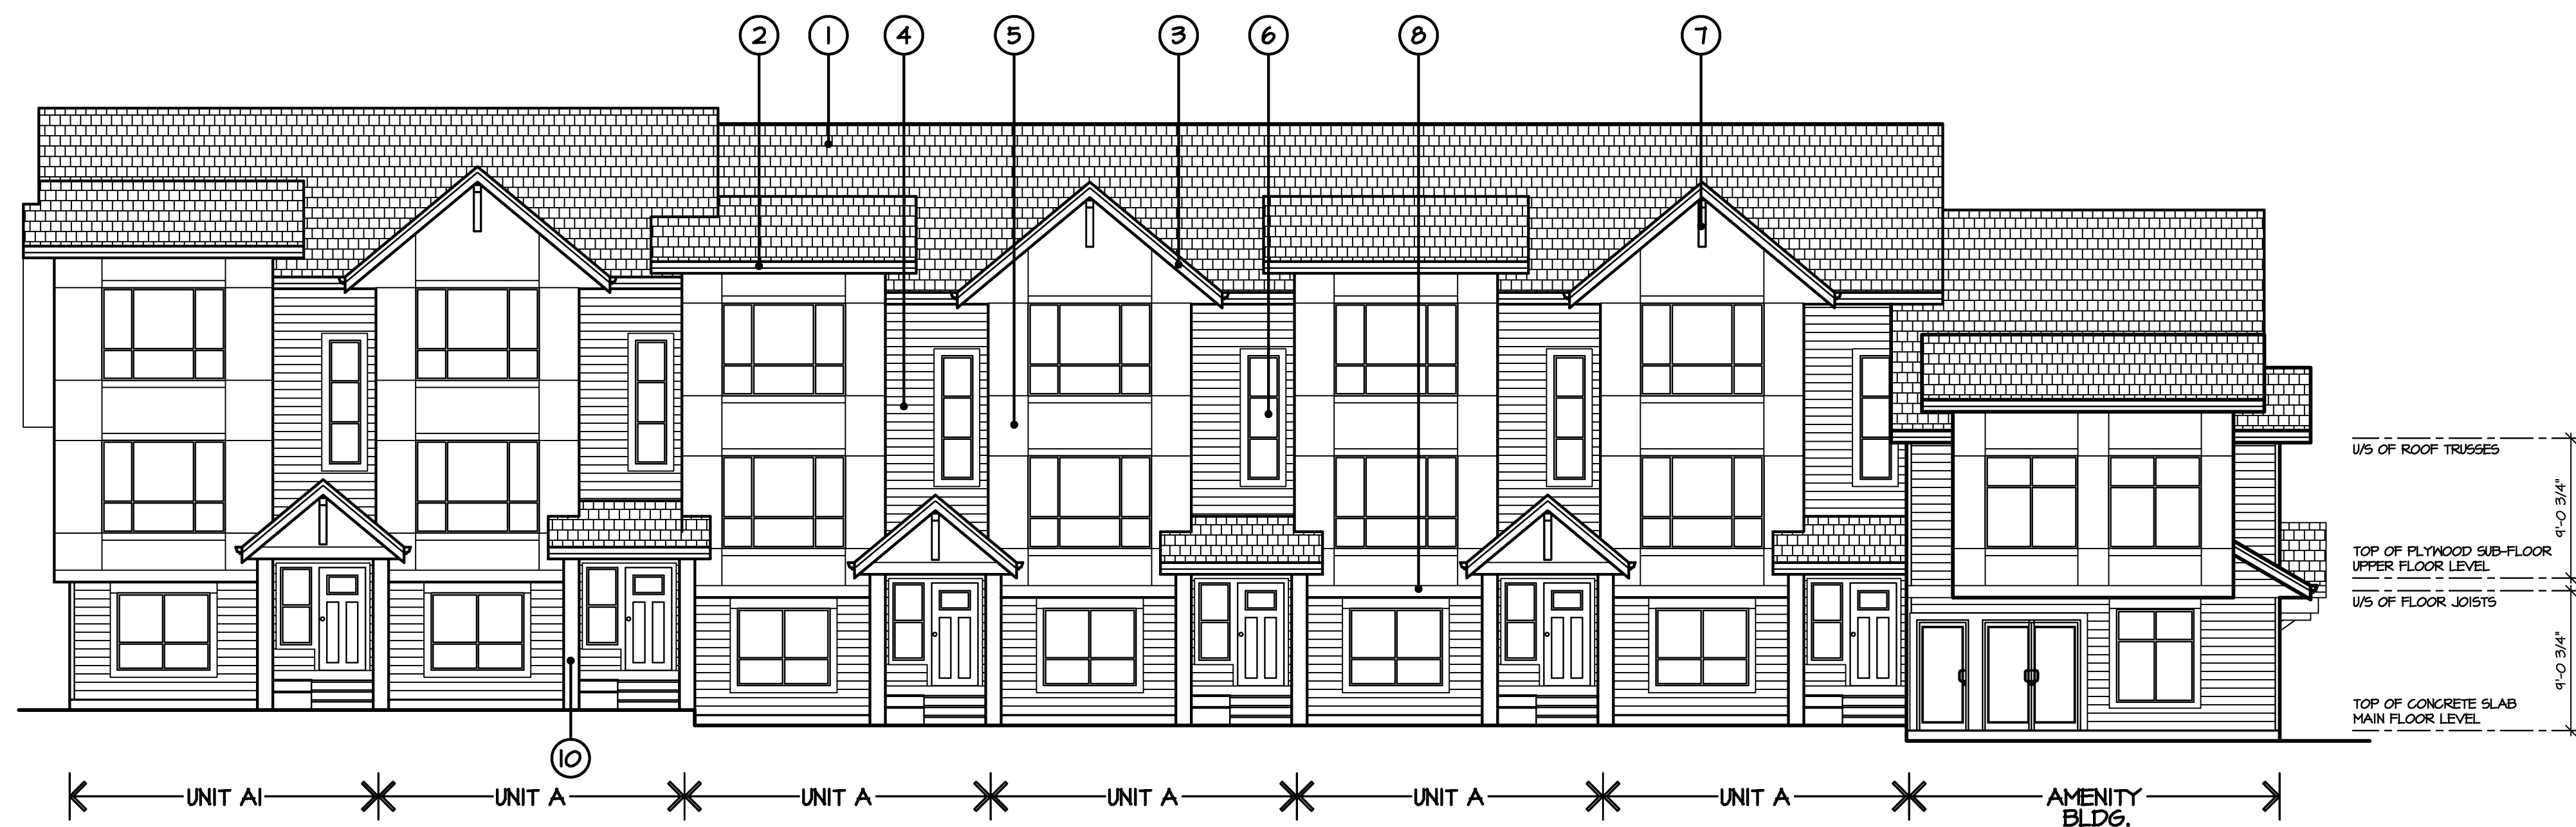 2 1 4 5 3 6 8 7
U/S OF ROOF TRUSSES
9'-0 3/4"
TOP OF PLYWOOD SUB-FLOOR
UPPER FLOOR LEVEL
U/S OF FLOOR JOISTS
9'-0 3/4"
TOP OF CONCRETE SLAB
MAIN FLOOR LEVEL
10
UNIT A1 UNIT A UNIT A UNIT A UNIT A UNIT A AMENITY
BLDG.